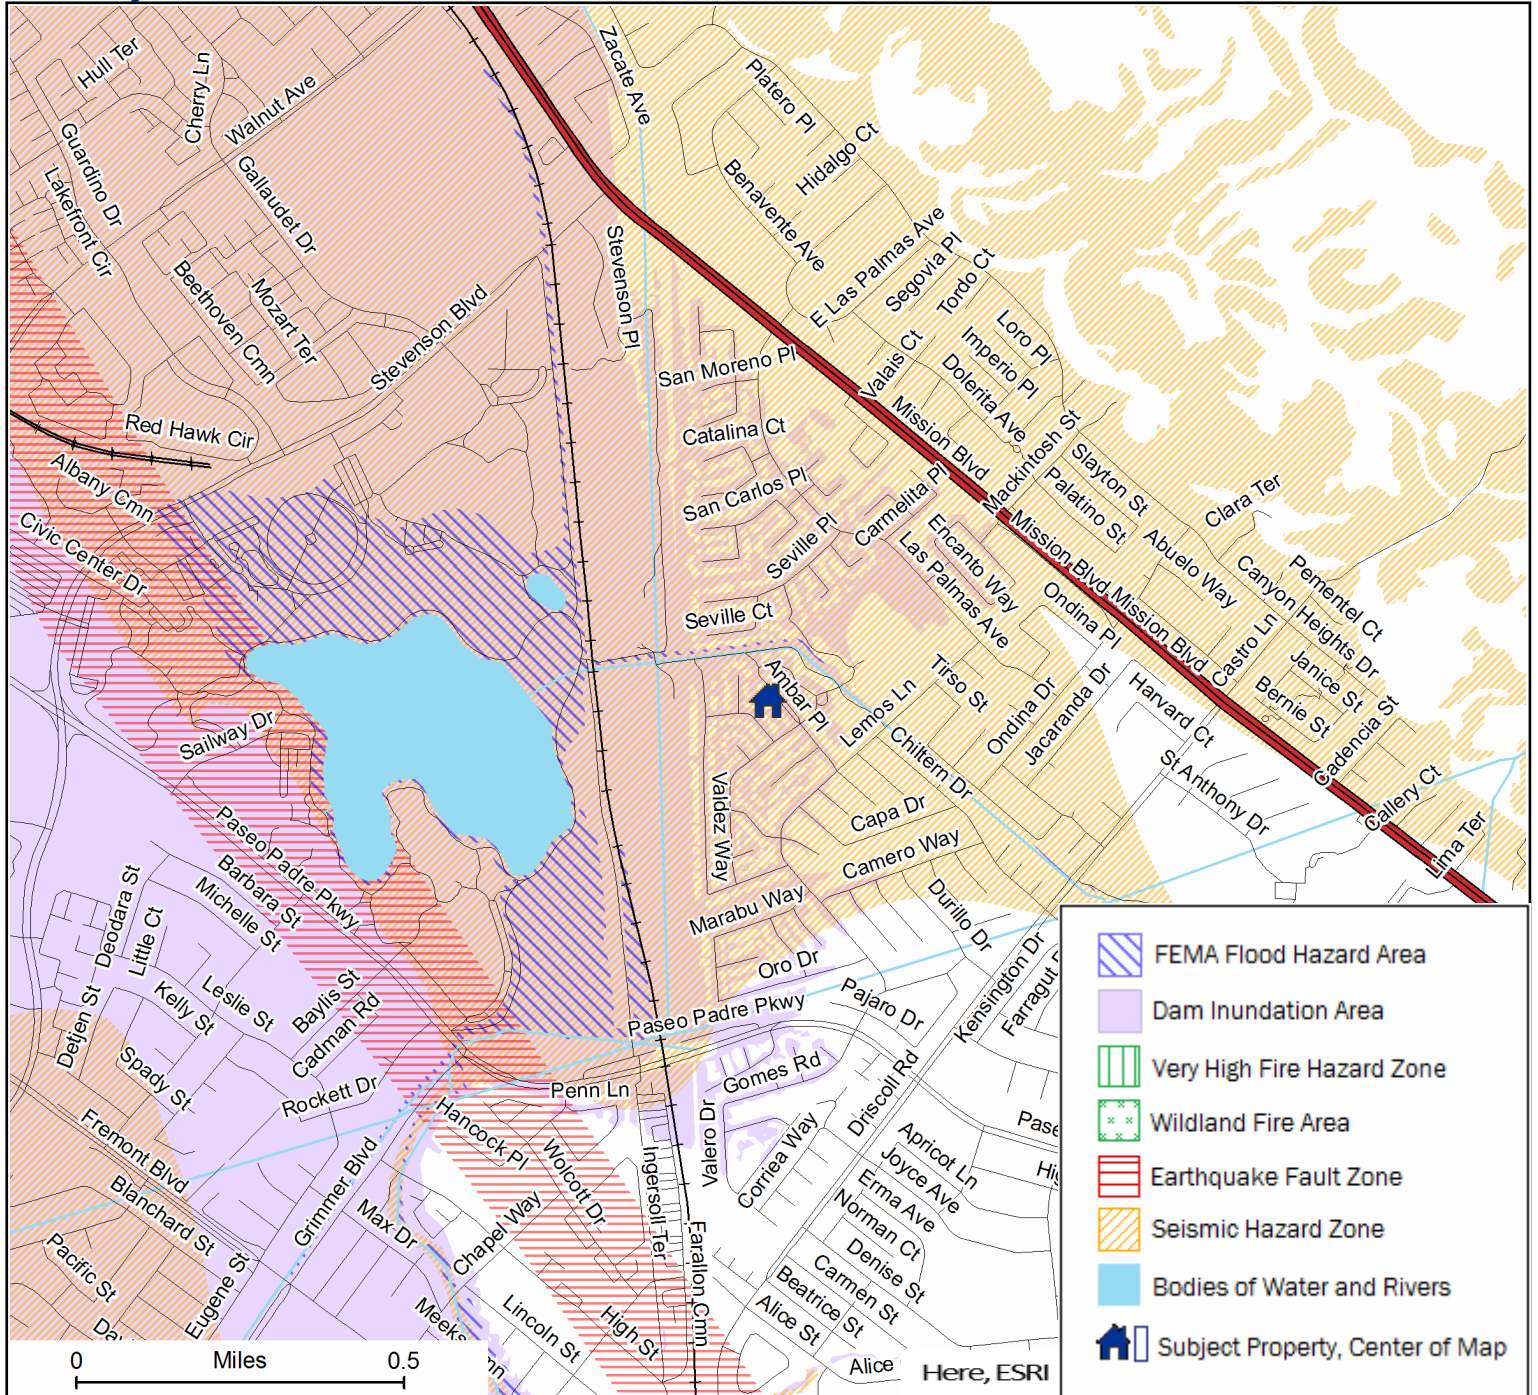 Hull Ter
Cherry Ln
Walnut Ave
Zacate Ave
Platero Pl
Hidalgo Ct
Guardino Dr
Lakefront Cir
Gallaudet Dr
Benavente Ave
E Las Palmas Ave
Segovia Pl
Tordo Ct
Stevenson Pl
Beethoven Cmn
Mozart Ter
Stevenson Blvd
Loro Pl
Imperio Pl
Dolerita Ave
Valais Ct
San Moreno Pl
Mission Blvd
Red Hawk Cir
Catalina Ct
Mackintosh St
Slayton St
Palatino St
Albany Cmn
San Carlos Pl
Carmelita Pl
Clara Ter
Civic Center Dr
Seville Pl
Encanto Way
Las Palmas Ave
Mission Blvd
Mission Blvd
Abuelo Way
Canyon Heights Dr
Pementel Ct
Seville Ct
Ondina Pl
Castro Ln
Janice St
Ambar Pl
Tirso St
Lemos Ln
Ondina Dr
Jacaranda Dr
Harvard Ct
Bernie St
Cadencia St
Sailway Dr
Chiltern Dr
St Anthony Dr
Callery Ct
Valdez Way
Capa Dr
Camero Way
Lima Ter
Paseo Padre Pkwy
Barbara St
Michelle St
Deodara St
Little Ct
Marabu Way
Durillo Dr
Oro Dr
Kensington Dr
Detjen St
Kelly St
Leslie St
Baylis St
Cadman Rd
Paseo Padre Pkwy
Pajaro Dr
Spady St
Rockett Dr
Penn Ln
Gomes Rd
Driscoll Rd
Hancock Pl
Wolcott Dr
Ingersoll Ter
Valero Dr
Corriea Way
Apricot Ln
Joyce Ave
Erma Ave
Norman Ct
Fremont Blvd
Blanchard St
Grimmer Blvd
Max Dr
Chapel Way
Farallon Cmn
Denise St
Carmen St
Beatrice St
Alice St
Pacific St
Eugene St
Meeks
Lincoln St
High St
Alice
0 Miles 0.5
Here, ESRI
FEMA Flood Hazard Area
Dam Inundation Area
Very High Fire Hazard Zone
Wildland Fire Area
Earthquake Fault Zone
Seismic Hazard Zone
Bodies of Water and Rivers
Subject Property, Center of Map